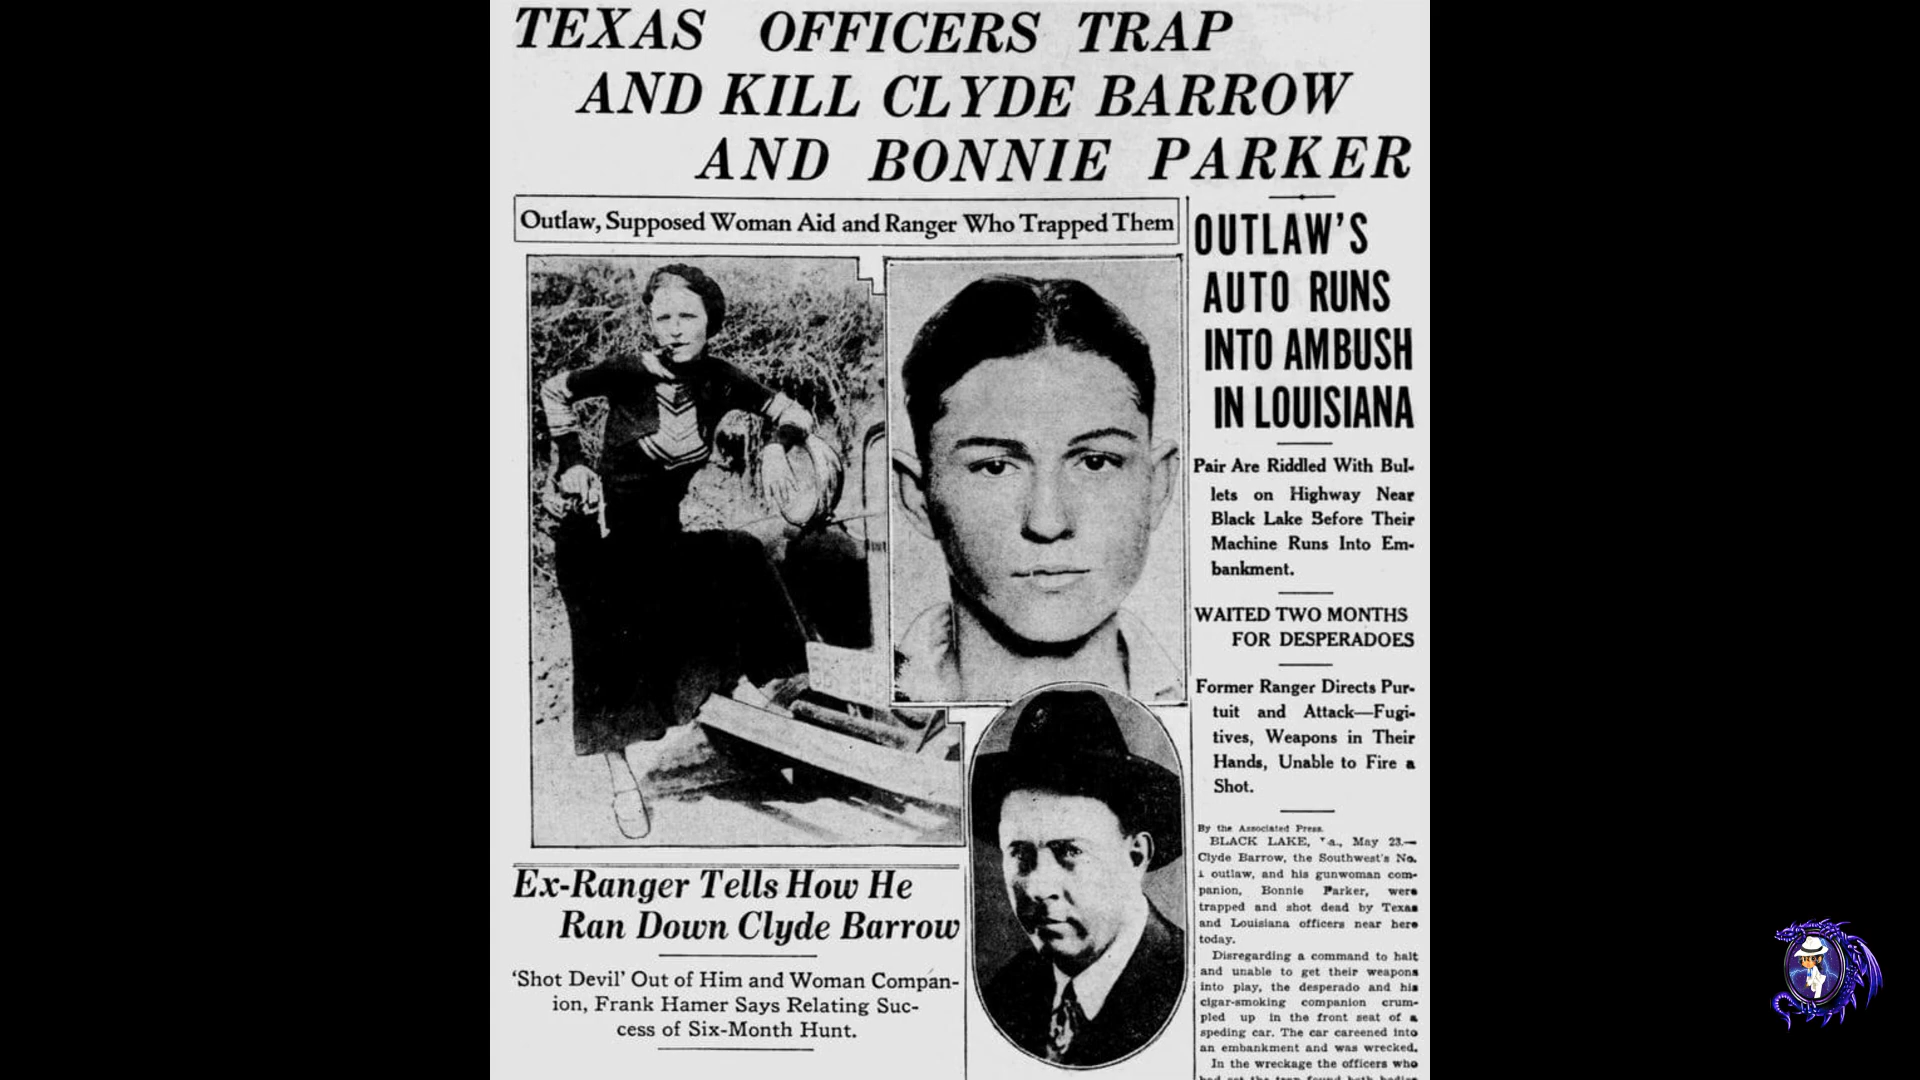 TEXAS OFFICERS TRAP
AND KILL CLYDE BARROW
AND BONNIE PARKER
Outlaw, Supposed Woman Aid and Ranger Who Trapped Them
OUTLAW'S
AUTO RUNS
INTO AMBUSH
IN LOUISIANA
Pair Are Riddled With Bul-
lets on Highway Near
Black Lake Before Their
Machine Runs Into Em-
bankment.
WAITED TWO MONTHS
FOR DESPERADOES
Former Ranger Directs Pur-
tuit and Attack—Fugi-
tives, Weapons in Their
Hands, Unable to Fire a
Shot.
By the Associated Press.
BLACK LAKE, a., May 23.—
Clyde Barrow, the Southwest's No.
1 outlaw, and his gunwoman com-
panion, Bonnie Parker, were
trapped and shot dead by Texas
and Louisiana officers near here
today.
Disregarding a command to halt
and unable to get their weapons
into play, the desperado and his
cigar-smoking companion crum-
pled up in the front seat of a
speding car. The car careened into
an embankment and was wrecked.
In the wreckage the officers who
Ex-Ranger Tells How He
Ran Down Clyde Barrow
'Shot Devil' Out of Him and Woman Compan-
ion, Frank Hamer Says Relating Suc-
cess of Six-Month Hunt.